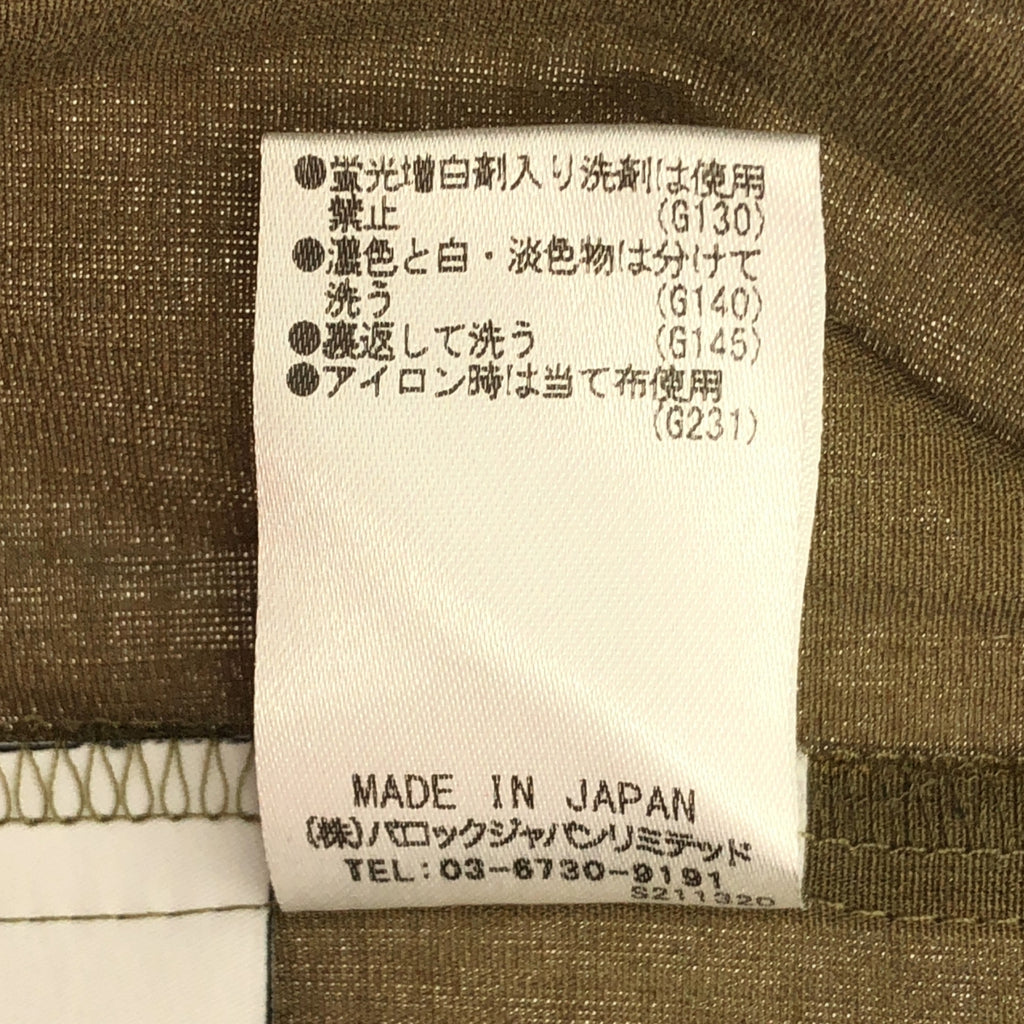 ●蛍光増白剤入り洗剤は使用
禁止 (G130)
●濃色と白・淡色物は分けて
洗う (G140)
●裏返して洗う (G145)
●アイロン時は当て布使用
(G231)
MADE IN JAPAN
(株)バロックジャパンリミテッド
TEL:03-6730-9191
S211320